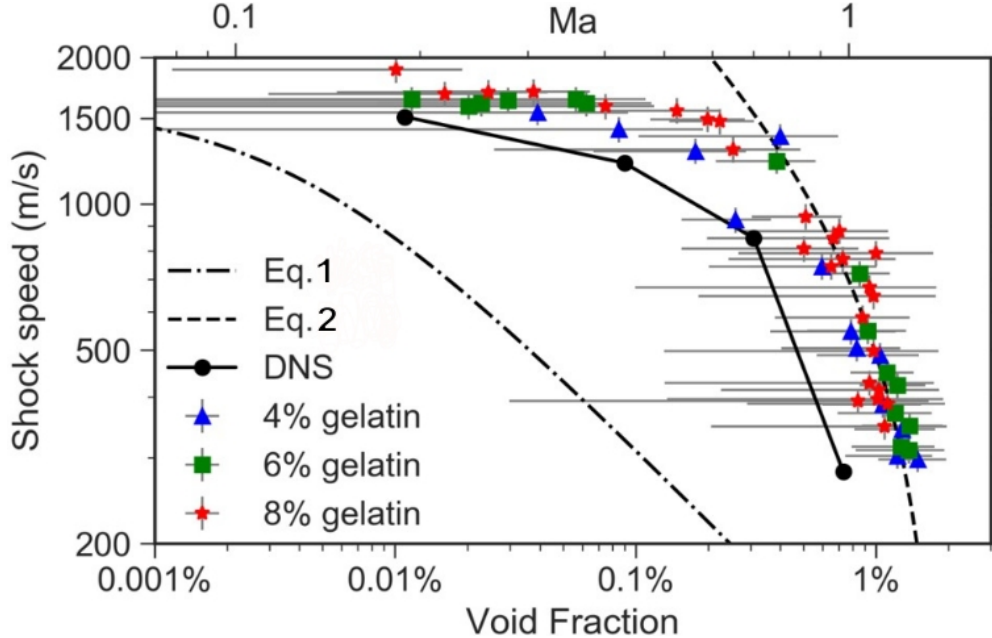 0.1 Ma 1
2000
1500
1000
500
200
Shock speed (m/s)
Eq.1
Eq.2
DNS
4% gelatin
6% gelatin
8% gelatin
0.001% 0.01% 0.1% 1%
Void Fraction